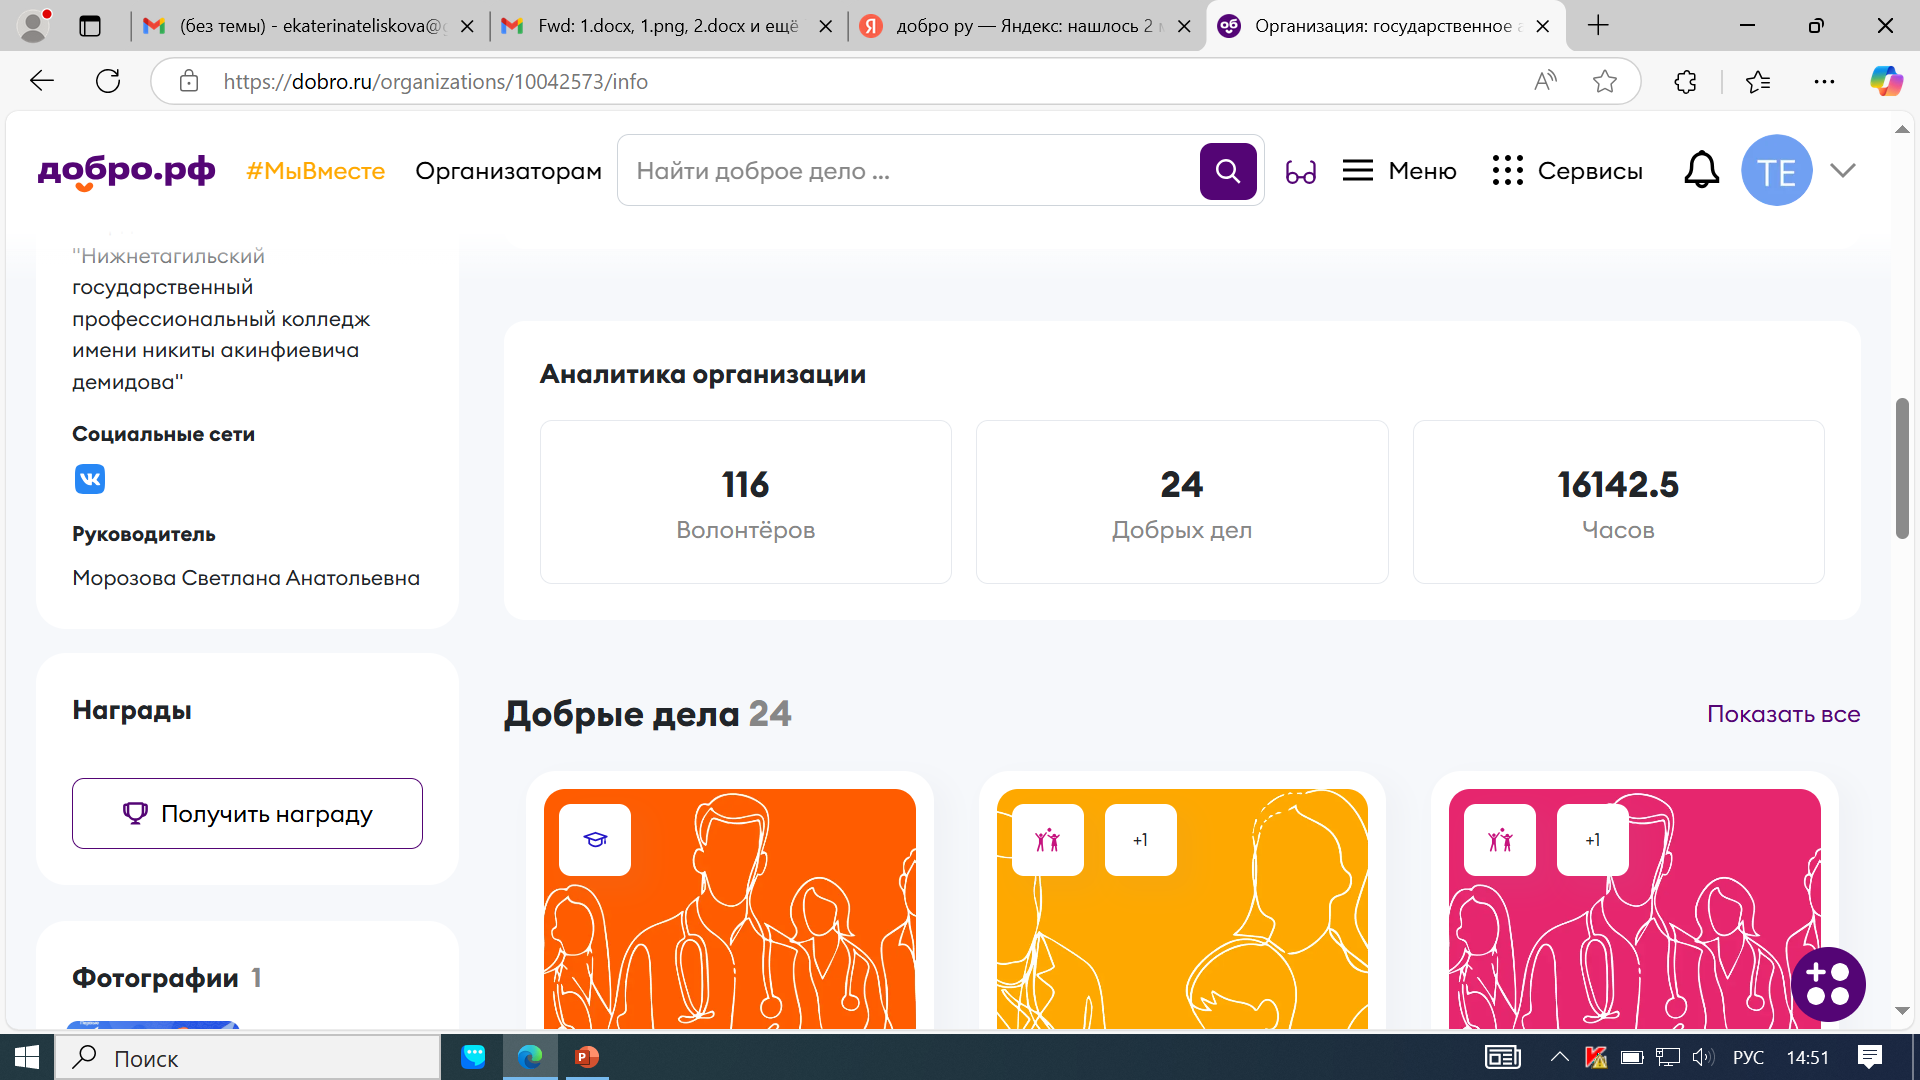 (без темы) - ekaterinateliskova@
Fwd: 1.docx, 1.png, 2.docx и ещё
добро ру — Яндекс: нашлось 2
Организация: государственное
https://dobro.ru/organizations/10042573/info
добро.рф
#МыВместе
Организаторам
Найти доброе дело ...
Меню
Сервисы
TE
"Нижнетагильский
государственный
профессиональный колледж
имени никиты акинфиевича
демидова"
Социальные сети
Руководитель
Морозова Светлана Анатольевна
Награды
Получить награду
Фотографии 1
Аналитика организации
116
Волонтёров
24
Добрых дел
16142.5
Часов
Добрые дела 24
Показать все
+1
+1
Поиск
РУС
14:51